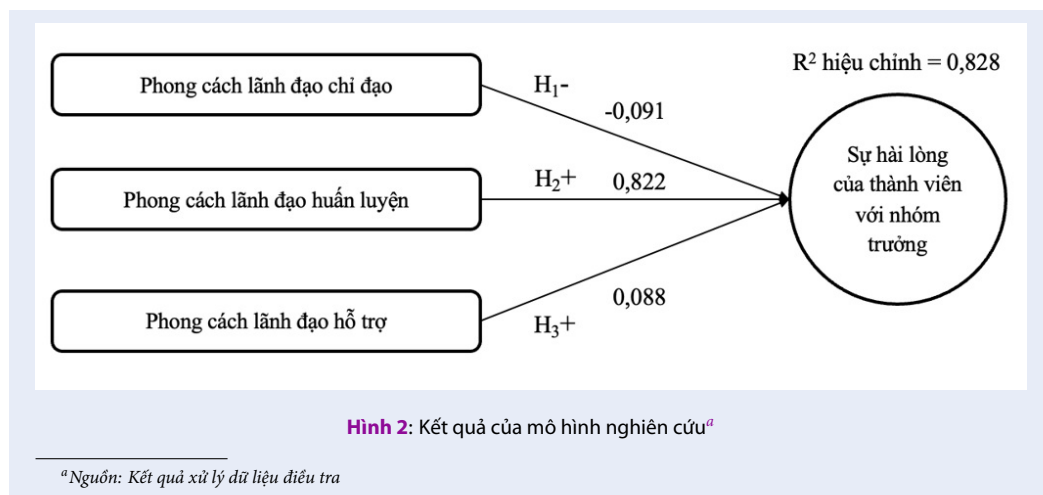 R² hiệu chỉnh = 0,828
Phong cách lãnh đạo chỉ đạo
H₁-
-0,091
Phong cách lãnh đạo huấn luyện
H₂+ 0,822
Sự hài lòng
của thành viên
với nhóm
trưởng
Phong cách lãnh đạo hỗ trợ
0,088
H₃+
Hình 2: Kết quả của mô hình nghiên cứuᵃ
ᵃNguồn: Kết quả xử lý dữ liệu điều tra